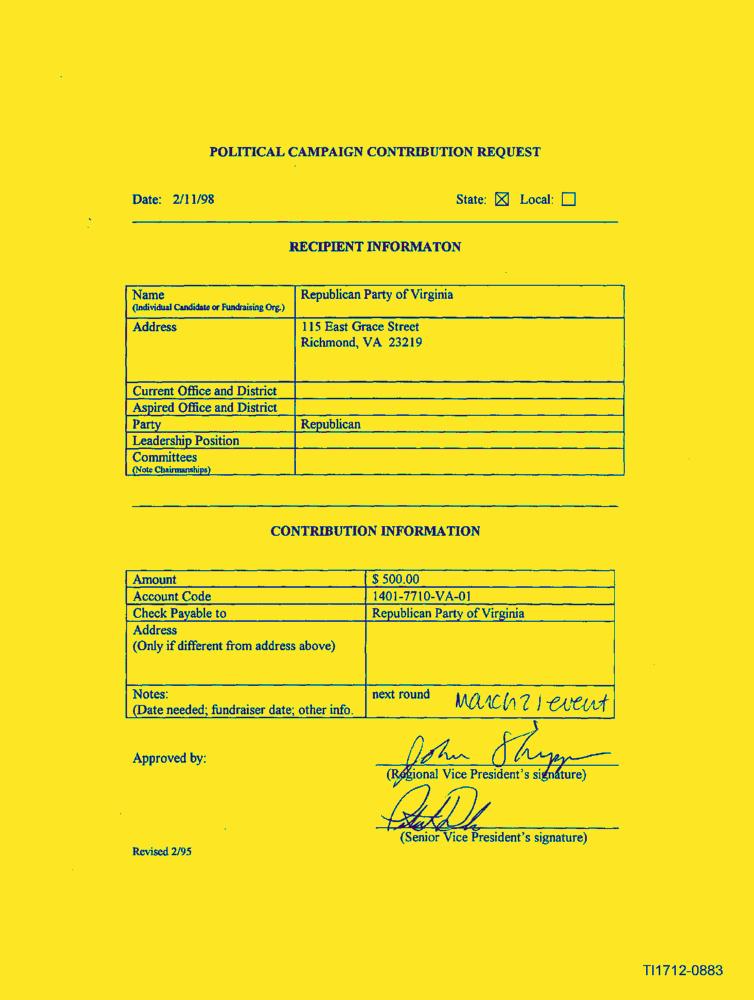 POLITICAL CAMPAIGN CONTRIBUTION REQUEST
Date: 2/11/98 State: ☒ Local: ☐
RECIPIENT INFORMATON
Name Republican Party of Virginia
(Individual Candidate or Fundraising Org.)
Address 115 East Grace Street
Richmond, VA 23219
Current Office and District
Aspired Office and District
Party Republican
Leadership Position
Committees
(Note Chairmanships)
CONTRIBUTION INFORMATION
Amount $ 500.00
Account Code 1401-7710-VA-01
Check Payable to Republican Party of Virginia
Address
(Only if different from address above)
Notes: next round March 21 event
(Date needed; fundraiser date; other info.
Approved by: John
(Regional Vice President's signature)
(Senior Vice President's signature)
Revised 2/95
TI1712-0883